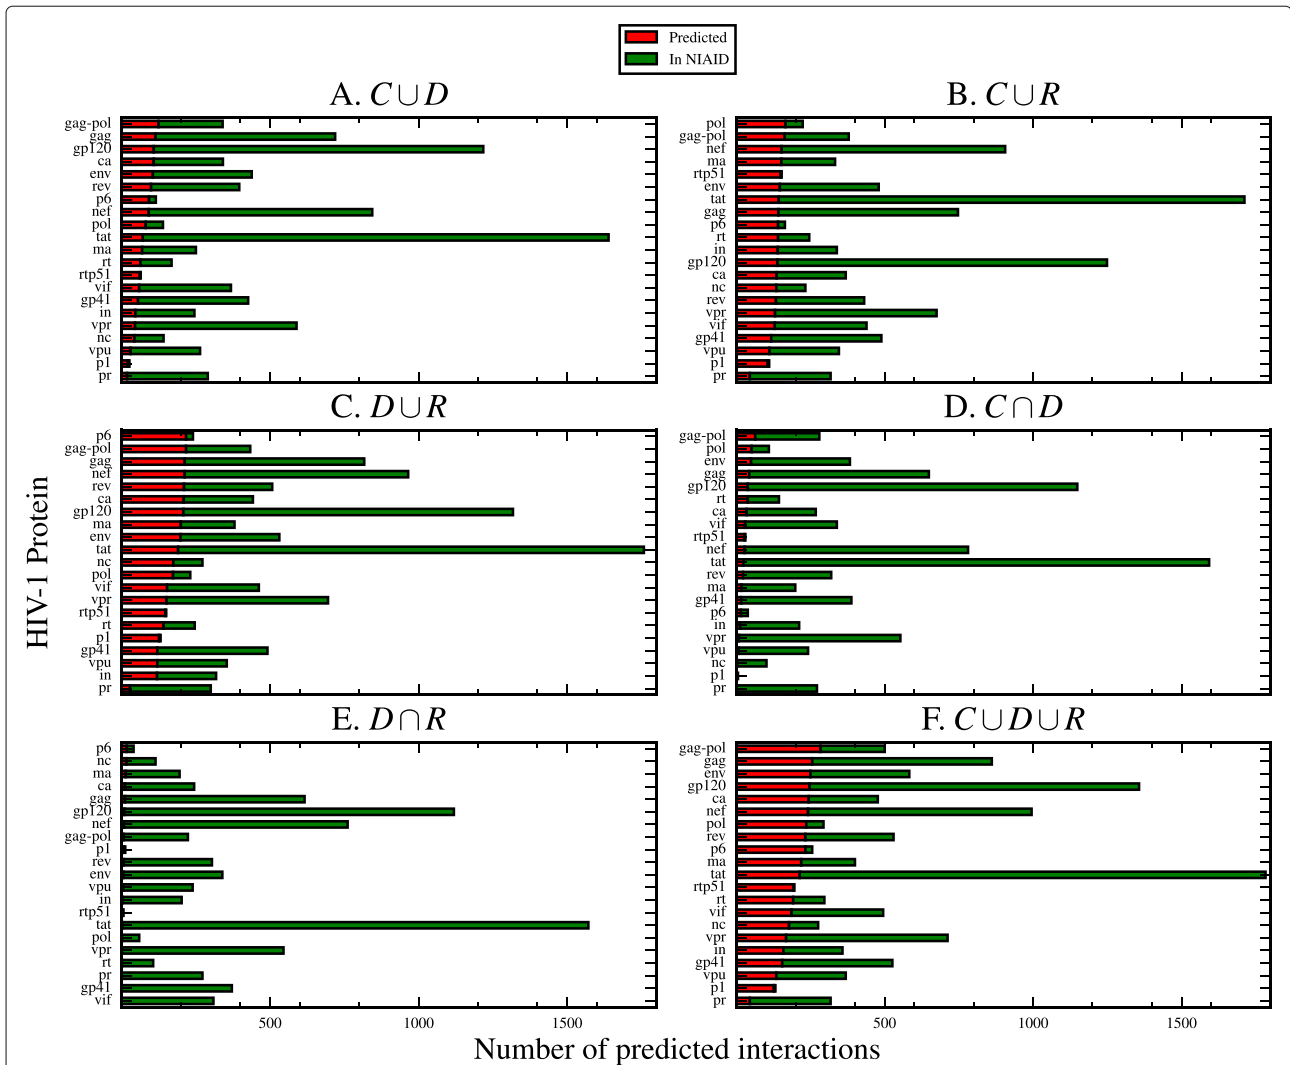 Predicted
In NIAID
A. C∪D
gag-pol
gag
gp120
ca
env
rev
p6
nef
pol
tat
ma
rt
rtp51
vif
gp41
in
vpr
nc
vpu
p1
pr
B. C∪R
pol
gag-pol
nef
ma
rtp51
env
tat
gag
p6
rt
in
gp120
ca
nc
rev
vpr
vif
gp41
vpu
p1
pr
HIV-1 Protein
C. D∪R
p6
gag-pol
gag
nef
rev
ca
gp120
ma
env
tat
nc
pol
vif
vpr
rtp51
rt
p1
gp41
vpu
in
pr
D. C∩D
gag-pol
pol
env
gag
gp120
rt
ca
vif
rtp51
nef
tat
rev
ma
gp41
p6
in
vpr
vpu
nc
p1
pr
E. D∩R
p6
nc
ma
ca
gag
gp120
nef
gag-pol
p1
rev
env
vpu
in
rtp51
tat
pol
vpr
rt
pr
gp41
vif
500 1000 1500
F. C∪D∪R
gag-pol
gag
env
gp120
ca
nef
pol
rev
p6
ma
tat
rtp51
rt
vif
nc
vpr
in
gp41
vpu
p1
pr
500 1000 1500
Number of predicted interactions